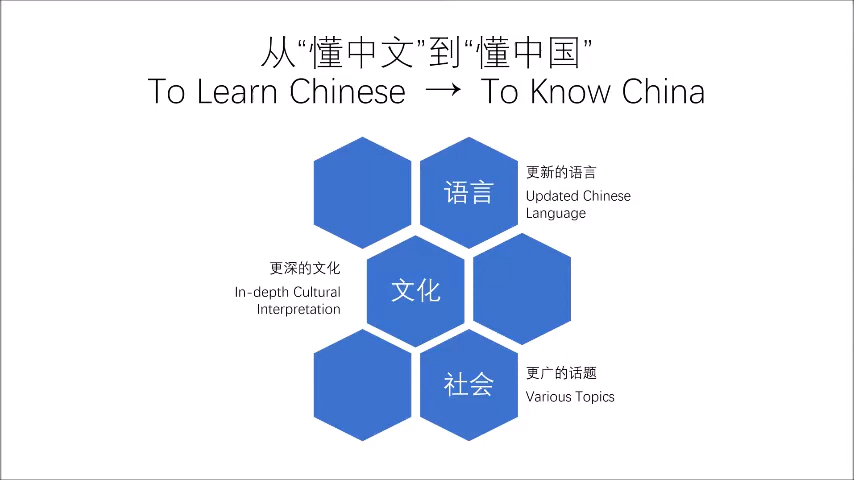 从“懂中文”到“懂中国”
To Learn Chinese → To Know China
语言
更新的语言
Updated Chinese
Language
更深的文化
In-depth Cultural
Interpretation
文化
社会
更广的话题
Various Topics